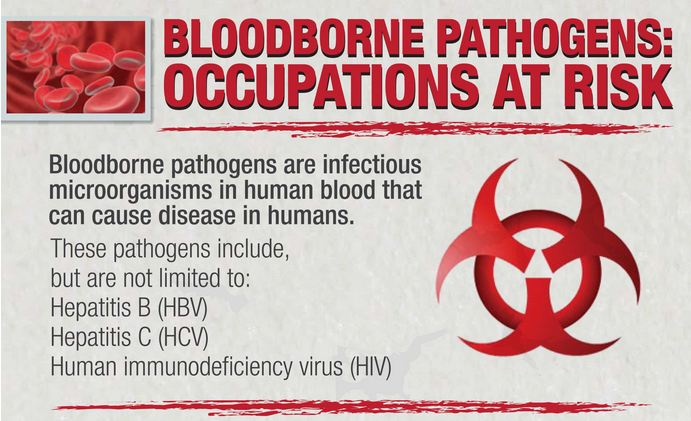 BLOODBORNE PATHOGENS:
OCCUPATIONS AT RISK
Bloodborne pathogens are infectious
microorganisms in human blood that
can cause disease in humans.
These pathogens include,
but are not limited to:
Hepatitis B (HBV)
Hepatitis C (HCV)
Human immunodeficiency virus (HIV)